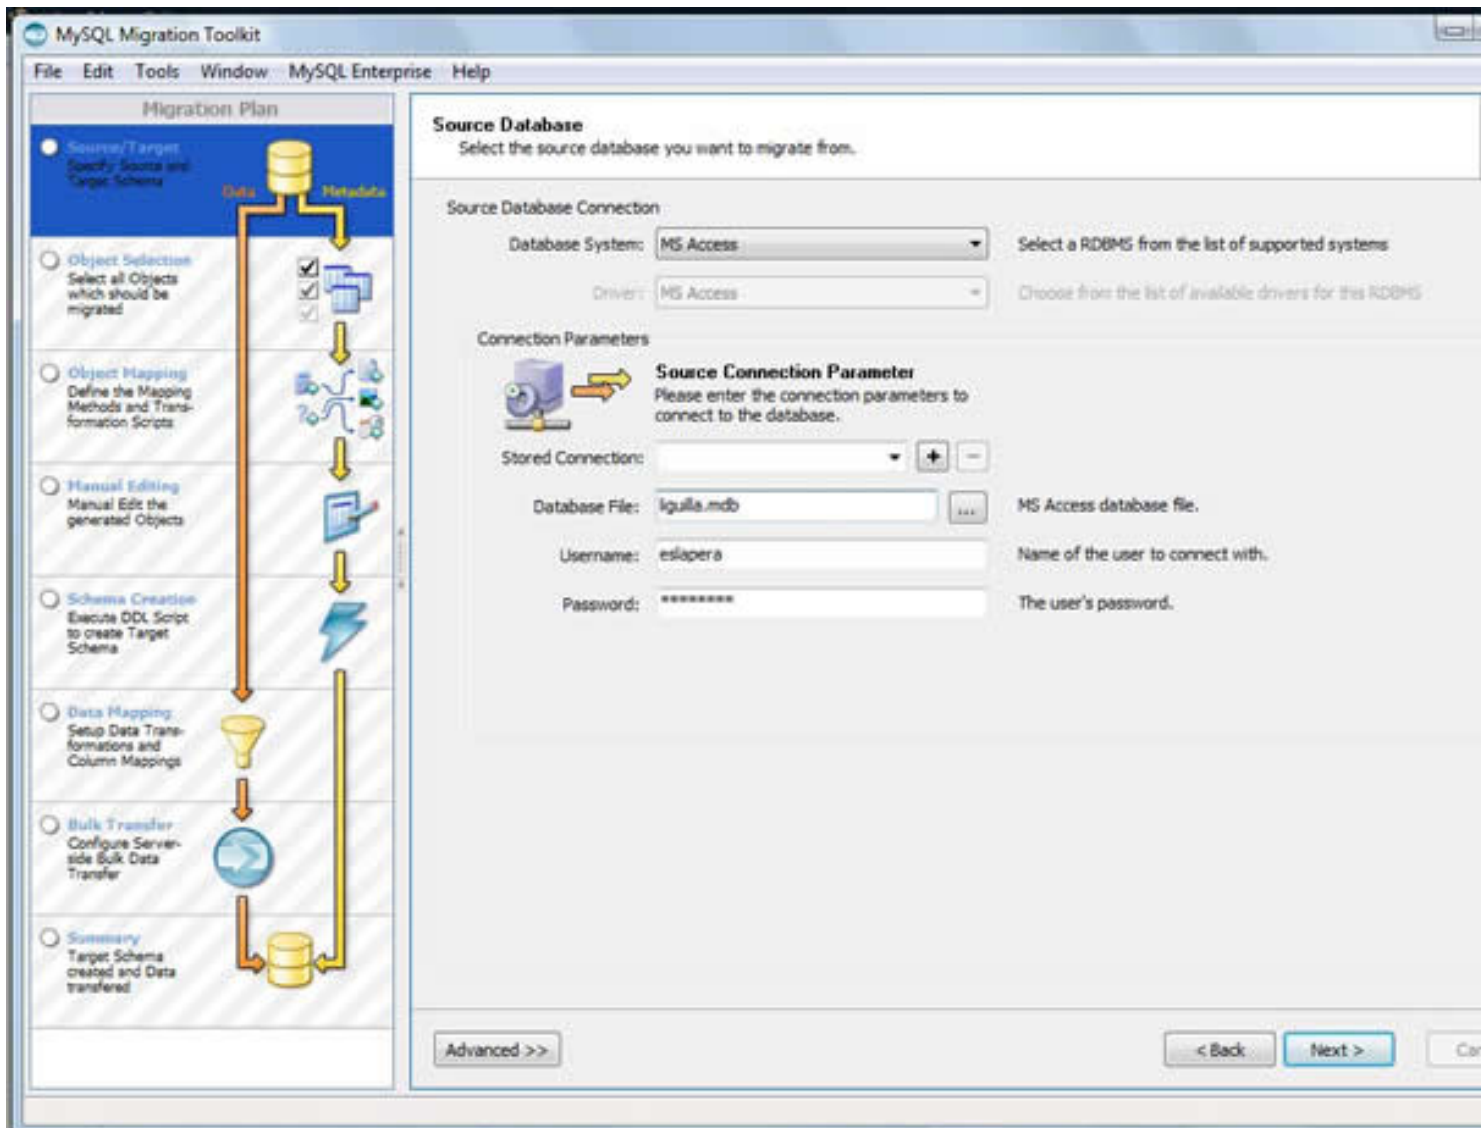 MySQL Migration Toolkit
File Edit Tools Window MySQL Enterprise Help
Migration Plan
Source/Target
Specify Source and
Target Schema
Data
Metadata
Object Selection
Select all Objects
which should be
migrated
Object Mapping
Define the Mapping
Methods and Trans-
formation Scripts
Manual Editing
Manual Edit the
generated Objects
Schema Creation
Execute DDL Script
to create Target
Schema
Data Mapping
Setup Data Trans-
formations and
Column Mappings
Bulk Transfer
Configure Server-
side Bulk Data
Transfer
Summary
Target Schema
created and Data
transfered
Source Database
Select the source database you want to migrate from.
Source Database Connection
Database System: MS Access Select a RDBMS from the list of supported systems
Driver: MS Access Choose from the list of available drivers for this RDBMS
Connection Parameters
Source Connection Parameter
Please enter the connection parameters to
connect to the database.
Stored Connection:
Database File: liguilla.mdb ... MS Access database file.
Username: eslapera Name of the user to connect with.
Password: ******** The user's password.
Advanced >> < Back Next > Can